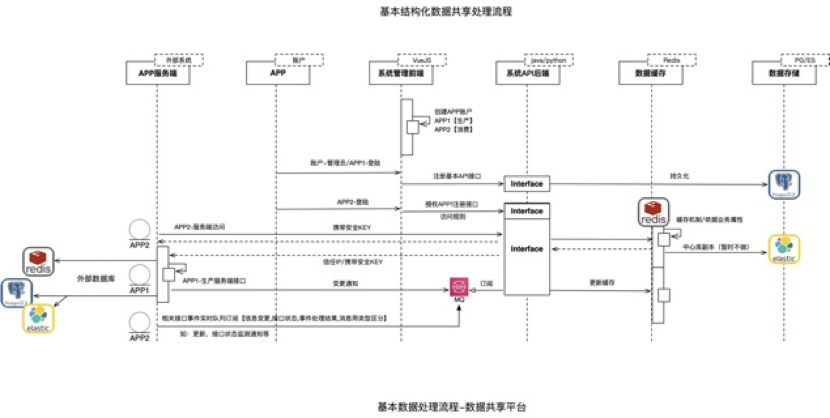 基本结构化数据共享处理流程
外部系统
APP服务端
账户
APP
VueJS
系统管理前端
java/python
系统API后端
Redis
数据缓存
PG/ES
数据存储
创建APP账户
APP1【生产】
APP2【消费】
账户-管理员/APP1-登陆
注册基本API接口
Interface
持久化
PostgreSQL
APP2-登陆
授权APP1注册接口
访问规则
Interface
redis
缓存机制/依据业务属性
APP2-服务端访问
携带安全KEY
APP2
Interface
中心库副本（暂时不做）
elastic
redis
信任IP/携带安全KEY
外部数据库
APP1-生产服务端接口
APP1
变更通知
MQ
订阅
更新缓存
PostgreSQL
elastic
相关接口事件实时队列订阅【信息变更,接口状态,事件处理结果,消息用类型区分】
APP2
如：更新，接口状态监测通知等
基本数据处理流程-数据共享平台